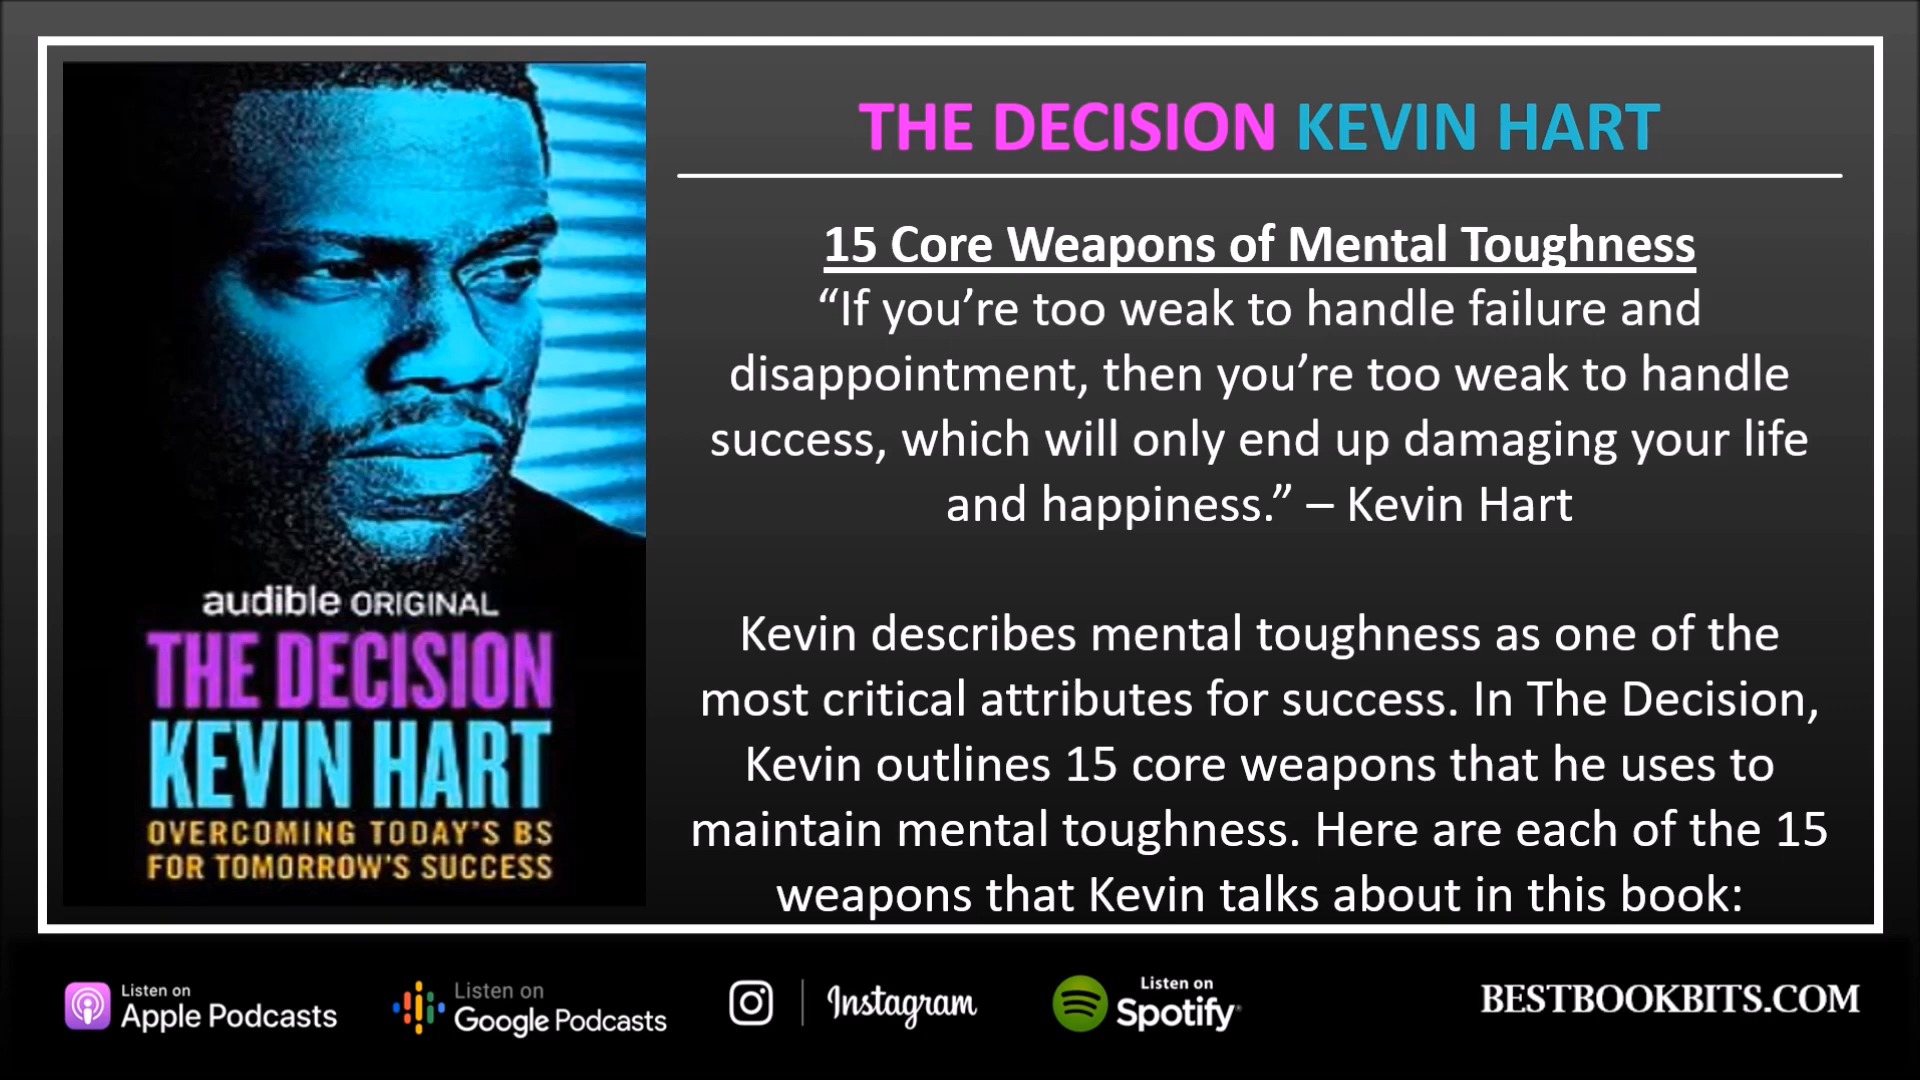 THE DECISION KEVIN HART
15 Core Weapons of Mental Toughness
“If you’re too weak to handle failure and
disappointment, then you’re too weak to handle
success, which will only end up damaging your life
and happiness.” – Kevin Hart
Kevin describes mental toughness as one of the
most critical attributes for success. In The Decision,
Kevin outlines 15 core weapons that he uses to
maintain mental toughness. Here are each of the 15
weapons that Kevin talks about in this book:
audible ORIGINAL
THE DECISION
KEVIN HART
OVERCOMING TODAY'S BS
FOR TOMORROW'S SUCCESS
Listen on
Apple Podcasts
Listen on
Google Podcasts
Instagram
Listen on
Spotify
BESTBOOKBITS.COM